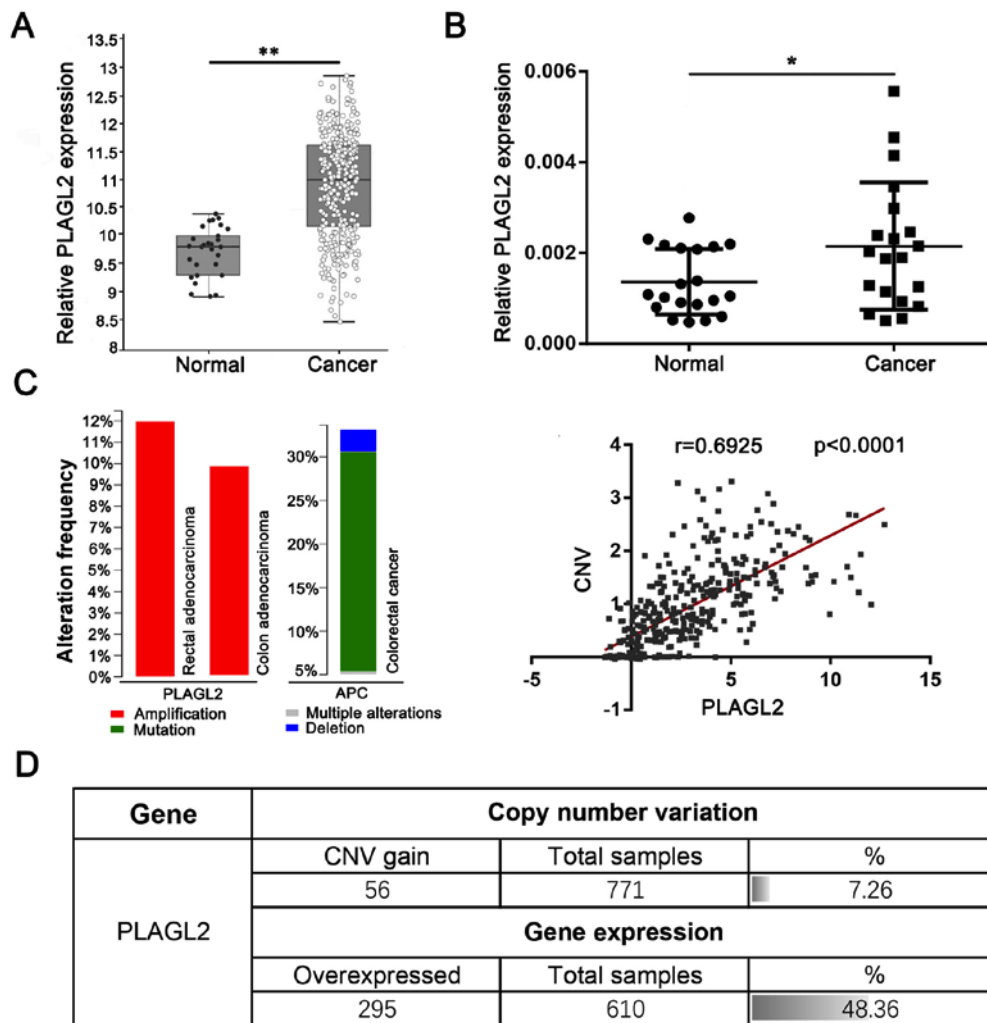 A
Relative PLAGL2 expression
13.5
13
12.5
12
11.5
11
10.5
10
9.5
9
8.5
8
**
Normal
Cancer
B
Relative PLAGL2 expression
0.006
0.004
0.002
0.000
*
Normal
Cancer
C
Alteration frequency
12%
11%
10%
9%
8%
7%
6%
5%
4%
3%
2%
1%
0%
Rectal adenocarcinoma
Colon adenocarcinoma
PLAGL2
30%
25%
20%
15%
10%
5%
Colorectal cancer
APC
Amplification
Mutation
Multiple alterations
Deletion
r=0.6925 p<0.0001
CNV
4
3
2
1
-1
-5
5
10
15
PLAGL2
D
Gene Copy number variation
PLAGL2
CNV gain Total samples %
56 771 7.26
Gene expression
Overexpressed Total samples %
295 610 48.36